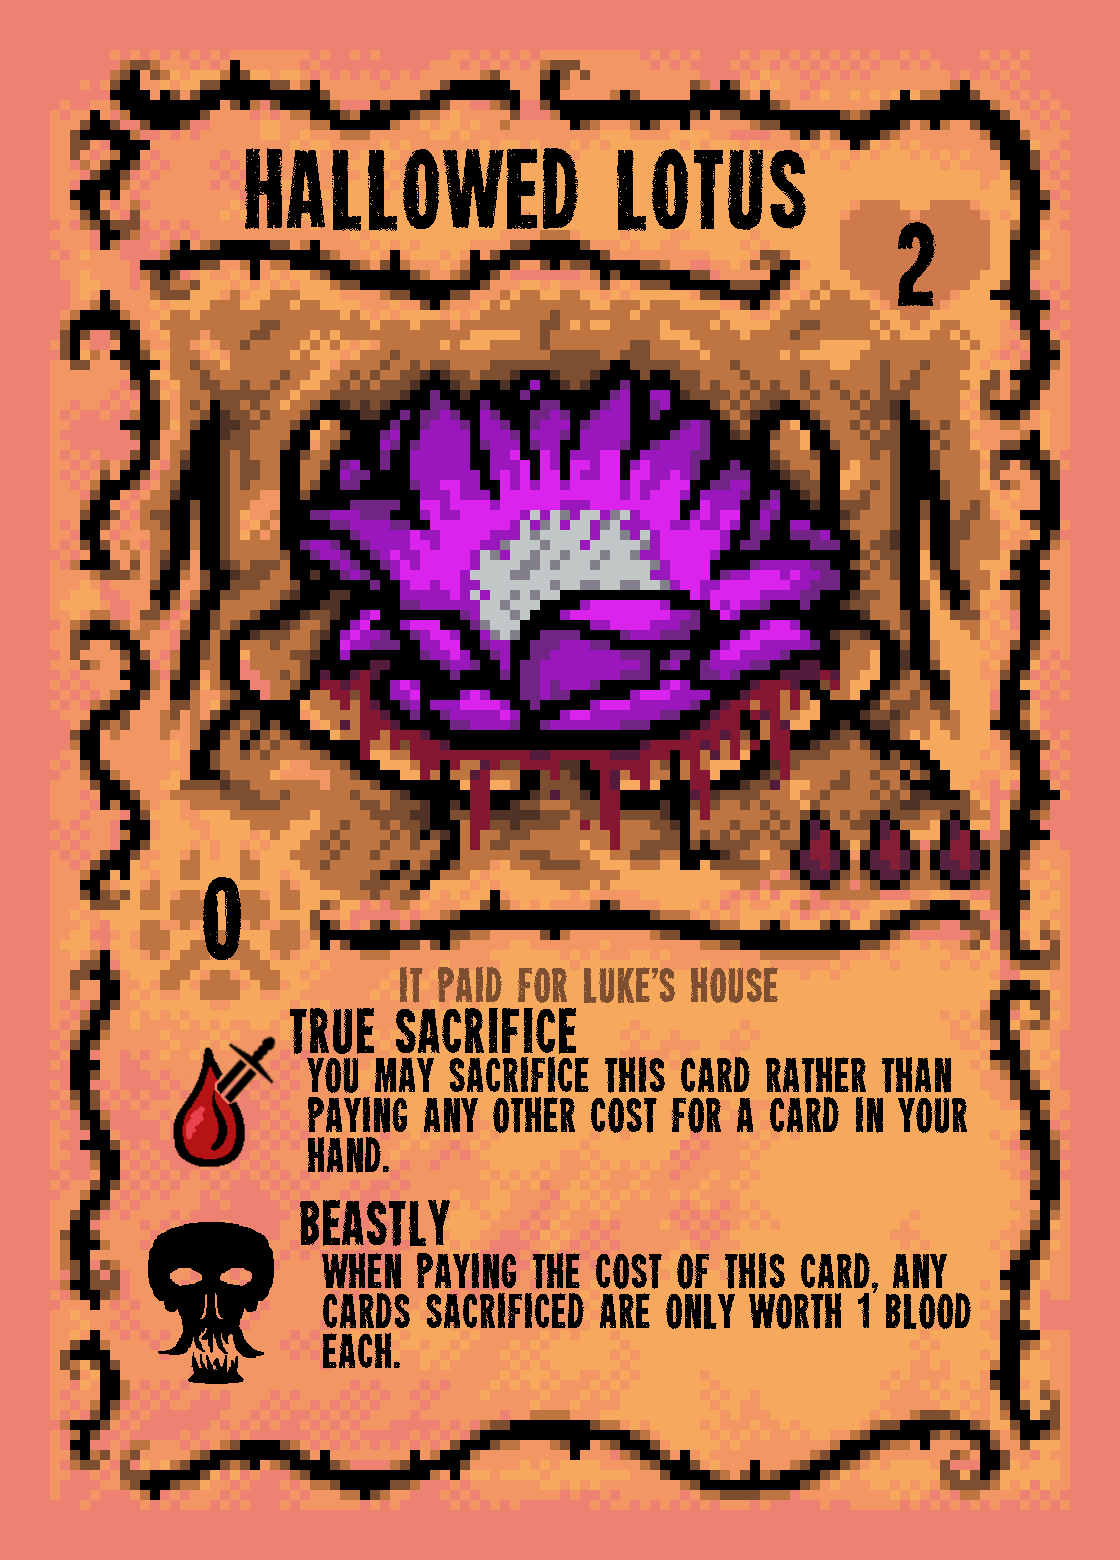 HALLOWED LOTUS
2
0
IT PAID FOR LUKE'S HOUSE
TRUE SACRIFICE
YOU MAY SACRIFICE THIS CARD RATHER THAN
PAYING ANY OTHER COST FOR A CARD IN YOUR
HAND.
BEASTLY
WHEN PAYING THE COST OF THIS CARD, ANY
CARDS SACRIFICED ARE ONLY WORTH 1 BLOOD
EACH.